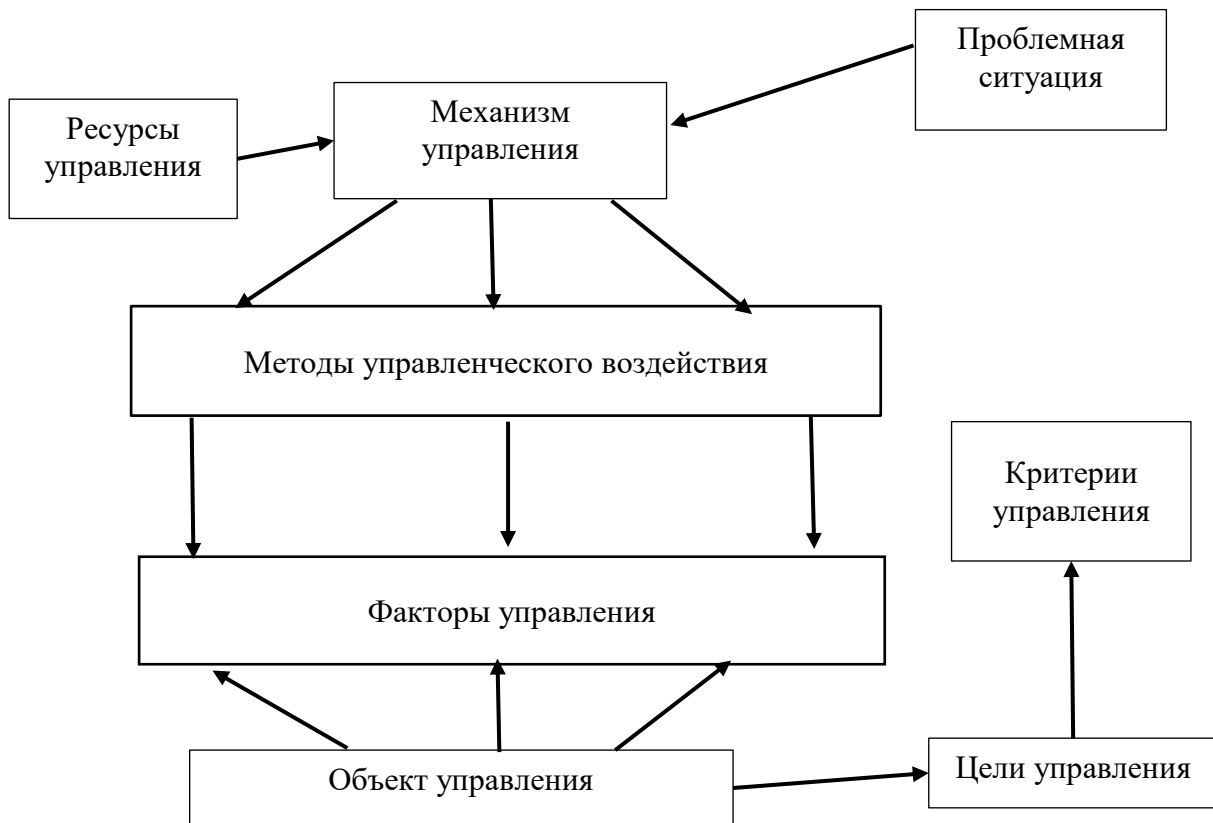 Проблемная
ситуация
Механизм
управления
Ресурсы
управления
Методы управленческого воздействия
Критерии
управления
Факторы управления
Объект управления
Цели управления